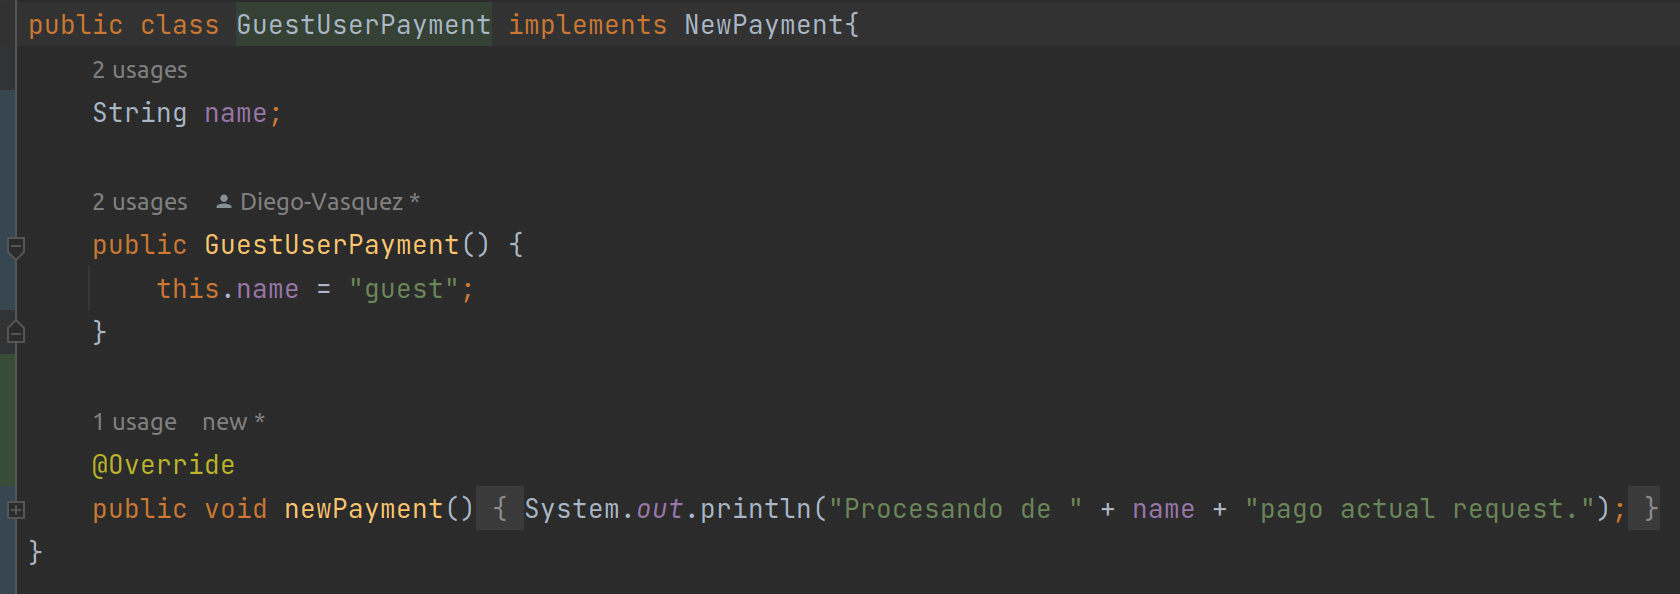 public class GuestUserPayment implements NewPayment{
2 usages
String name;
2 usages Diego-Vasquez *
public GuestUserPayment() {
this.name = "guest";
}
1 usage new *
@Override
public void newPayment() { System.out.println("Procesando de " + name + "pago actual request."); }
}